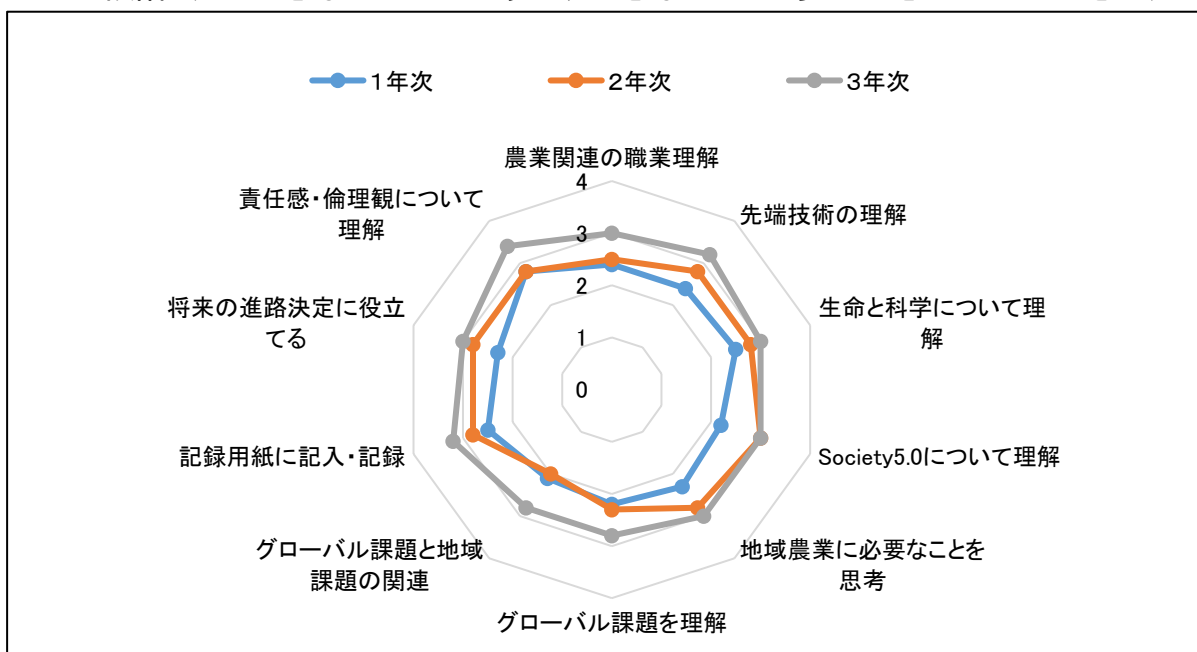 1年次
2年次
3年次
農業関連の職業理解
先端技術の理解
生命と科学について理
解
Society5.0について理解
地域農業に必要なことを
思考
グローバル課題を理解
グローバル課題と地域
課題の関連
記録用紙に記入・記録
将来の進路決定に役立
てる
責任感・倫理観について
理解
4
3
2
1
0